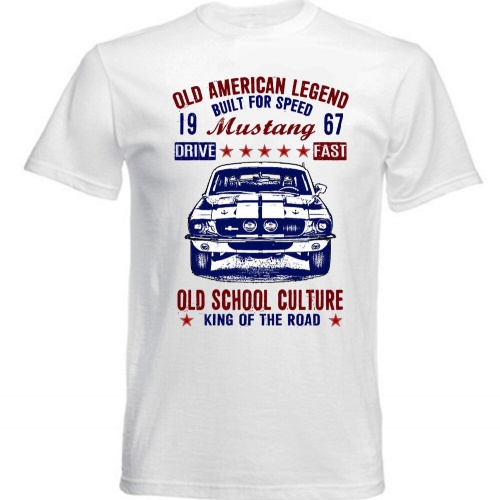 OLD AMERICAN LEGEND
BUILT FOR SPEED
19 Mustang 67
DRIVE FAST
OLD SCHOOL CULTURE
KING OF THE ROAD